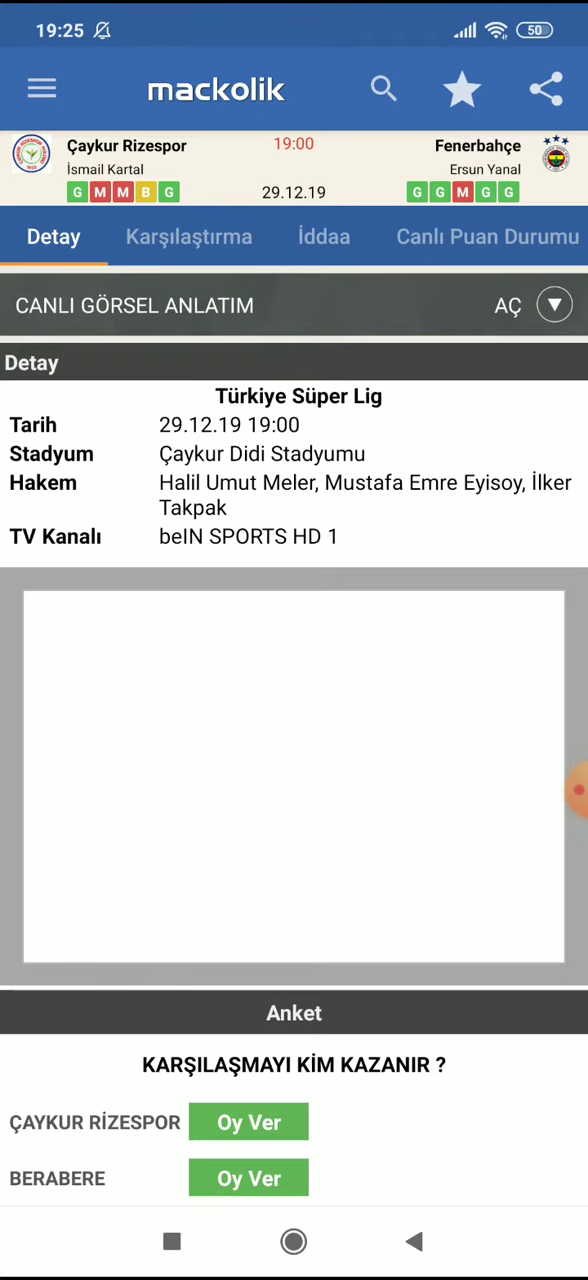 19:25
50
mackolik
Çaykur Rizespor 19:00 Fenerbahçe
İsmail Kartal Ersun Yanal
G M M B G 29.12.19 G G M G G
Detay Karşılaştırma İddaa Canlı Puan Durumu
CANLI GÖRSEL ANLATIM AÇ
Detay
Türkiye Süper Lig
Tarih 29.12.19 19:00
Stadyum Çaykur Didi Stadyumu
Hakem Halil Umut Meler, Mustafa Emre Eyisoy, İlker
Takpak
TV Kanalı beIN SPORTS HD 1
Anket
KARŞILAŞMAYI KİM KAZANIR ?
ÇAYKUR RİZESPOR Oy Ver
BERABERE Oy Ver